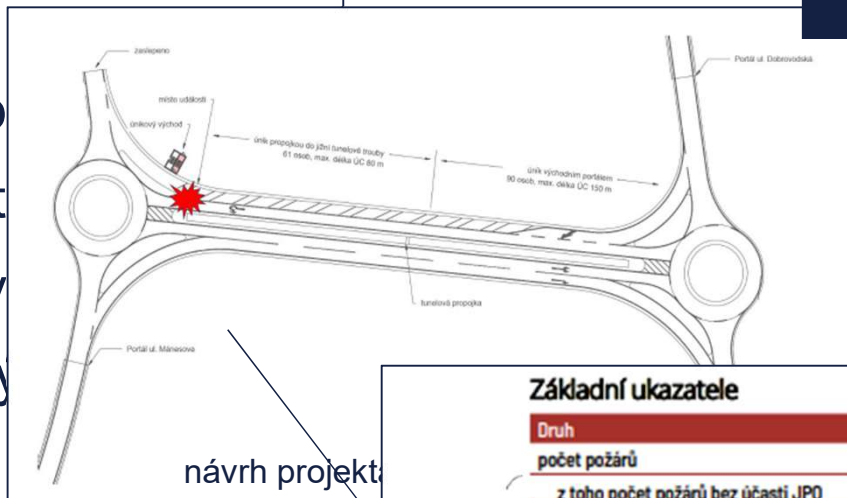 zaslepeno
Portál ul. Dobrovodská
místo události
únikový východ
únik propojkou do jižní tunelové trouby
61 osob, max. délka ÚC 80 m
únik východním portálem
90 osob, max. délka ÚC 150 m
tunelová propojka
Portál ul. Mánesova
návrh projekta
Základní ukazatele
Druh
počet požárů
z toho počet požárů bez účasti JPO